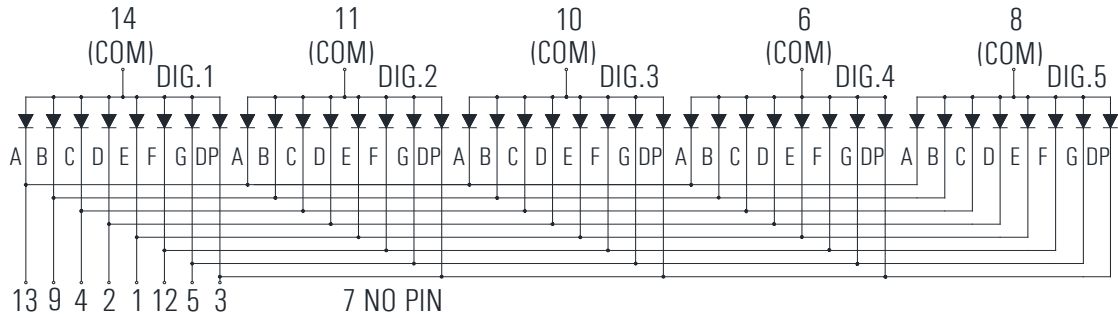 14 11 10 6 8
(COM) (COM) (COM) (COM) (COM)
DIG.1 DIG.2 DIG.3 DIG.4 DIG.5
A B C D E F G DP A B C D E F G DP A B C D E F G DP A B C D E F G DP A B C D E F G DP
13 9 4 2 1 12 5 3 7 NO PIN